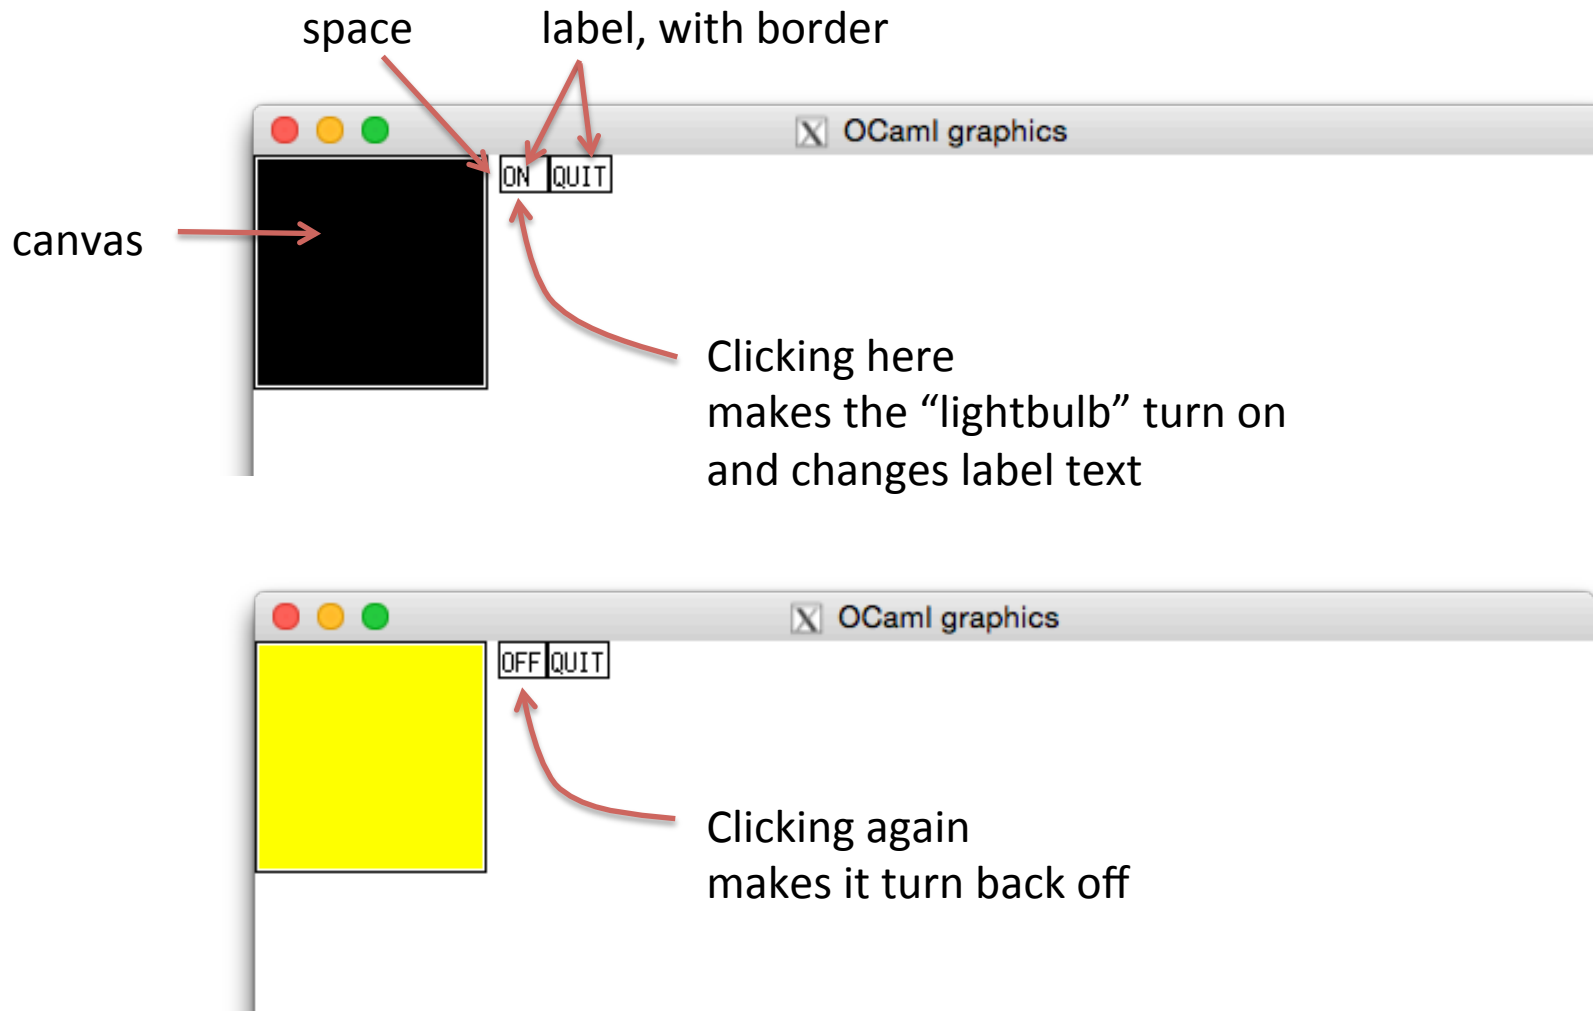 space
label, with border
OCaml graphics
ON QUIT
canvas
Clicking here
makes the “lightbulb” turn on
and changes label text
OCaml graphics
OFF QUIT
Clicking again
makes it turn back off